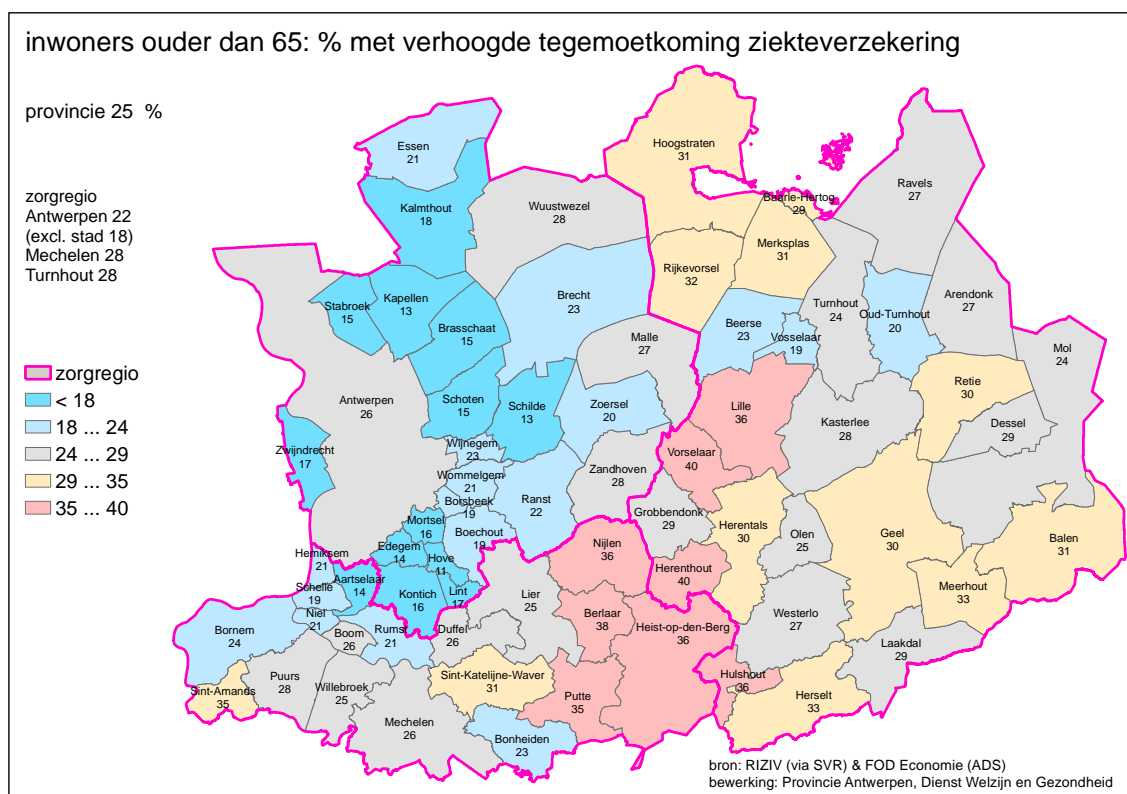 inwoners ouder dan 65: % met verhoogde tegemoetkoming ziekteverzekering
provincie 25 %
zorgregio
Antwerpen 22
(excl. stad 18)
Mechelen 28
Turnhout 28
zorgregio
< 18
18 ... 24
24 ... 29
29 ... 35
35 ... 40
Essen
21
Hoogstraten
31
Kalmthout
18
Wuustwezel
28
Baarle-Hertog
29
Ravels
27
Merksplas
31
Rijkevorsel
32
Stabroek
15
Kapellen
13
Brasschaat
15
Brecht
23
Malle
27
Beerse
23
Vosselaar
19
Turnhout
24
Oud-Turnhout
20
Arendonk
27
Mol
24
Antwerpen
26
Schoten
15
Schilde
13
Zoersel
20
Lille
36
Kasterlee
28
Retie
30
Dessel
29
Zwijndrecht
17
Wijnegem
23
Wommelgem
21
Borsbeek
19
Ranst
22
Zandhoven
28
Vorselaar
40
Grobbendonk
29
Herentals
30
Olen
25
Geel
30
Balen
31
Mortsel
16
Boechout
19
Edegem
14
Hove
11
Hemiksem
21
Aartselaar
14
Schelle
19
Kontich
16
Lint
17
Niel
21
Nijlen
36
Herenthout
40
Meerhout
33
Lier
25
Berlaar
38
Heist-op-den-Berg
36
Westerlo
27
Laakdal
29
Bornem
24
Boom
26
Rumst
21
Duffel
26
Puurs
28
Sint-Amands
35
Willebroek
25
Sint-Katelijne-Waver
31
Putte
35
Hulshout
36
Herselt
33
Mechelen
26
Bonheiden
23
bron: RIZIV (via SVR) & FOD Economie (ADS)
bewerking: Provincie Antwerpen, Dienst Welzijn en Gezondheid